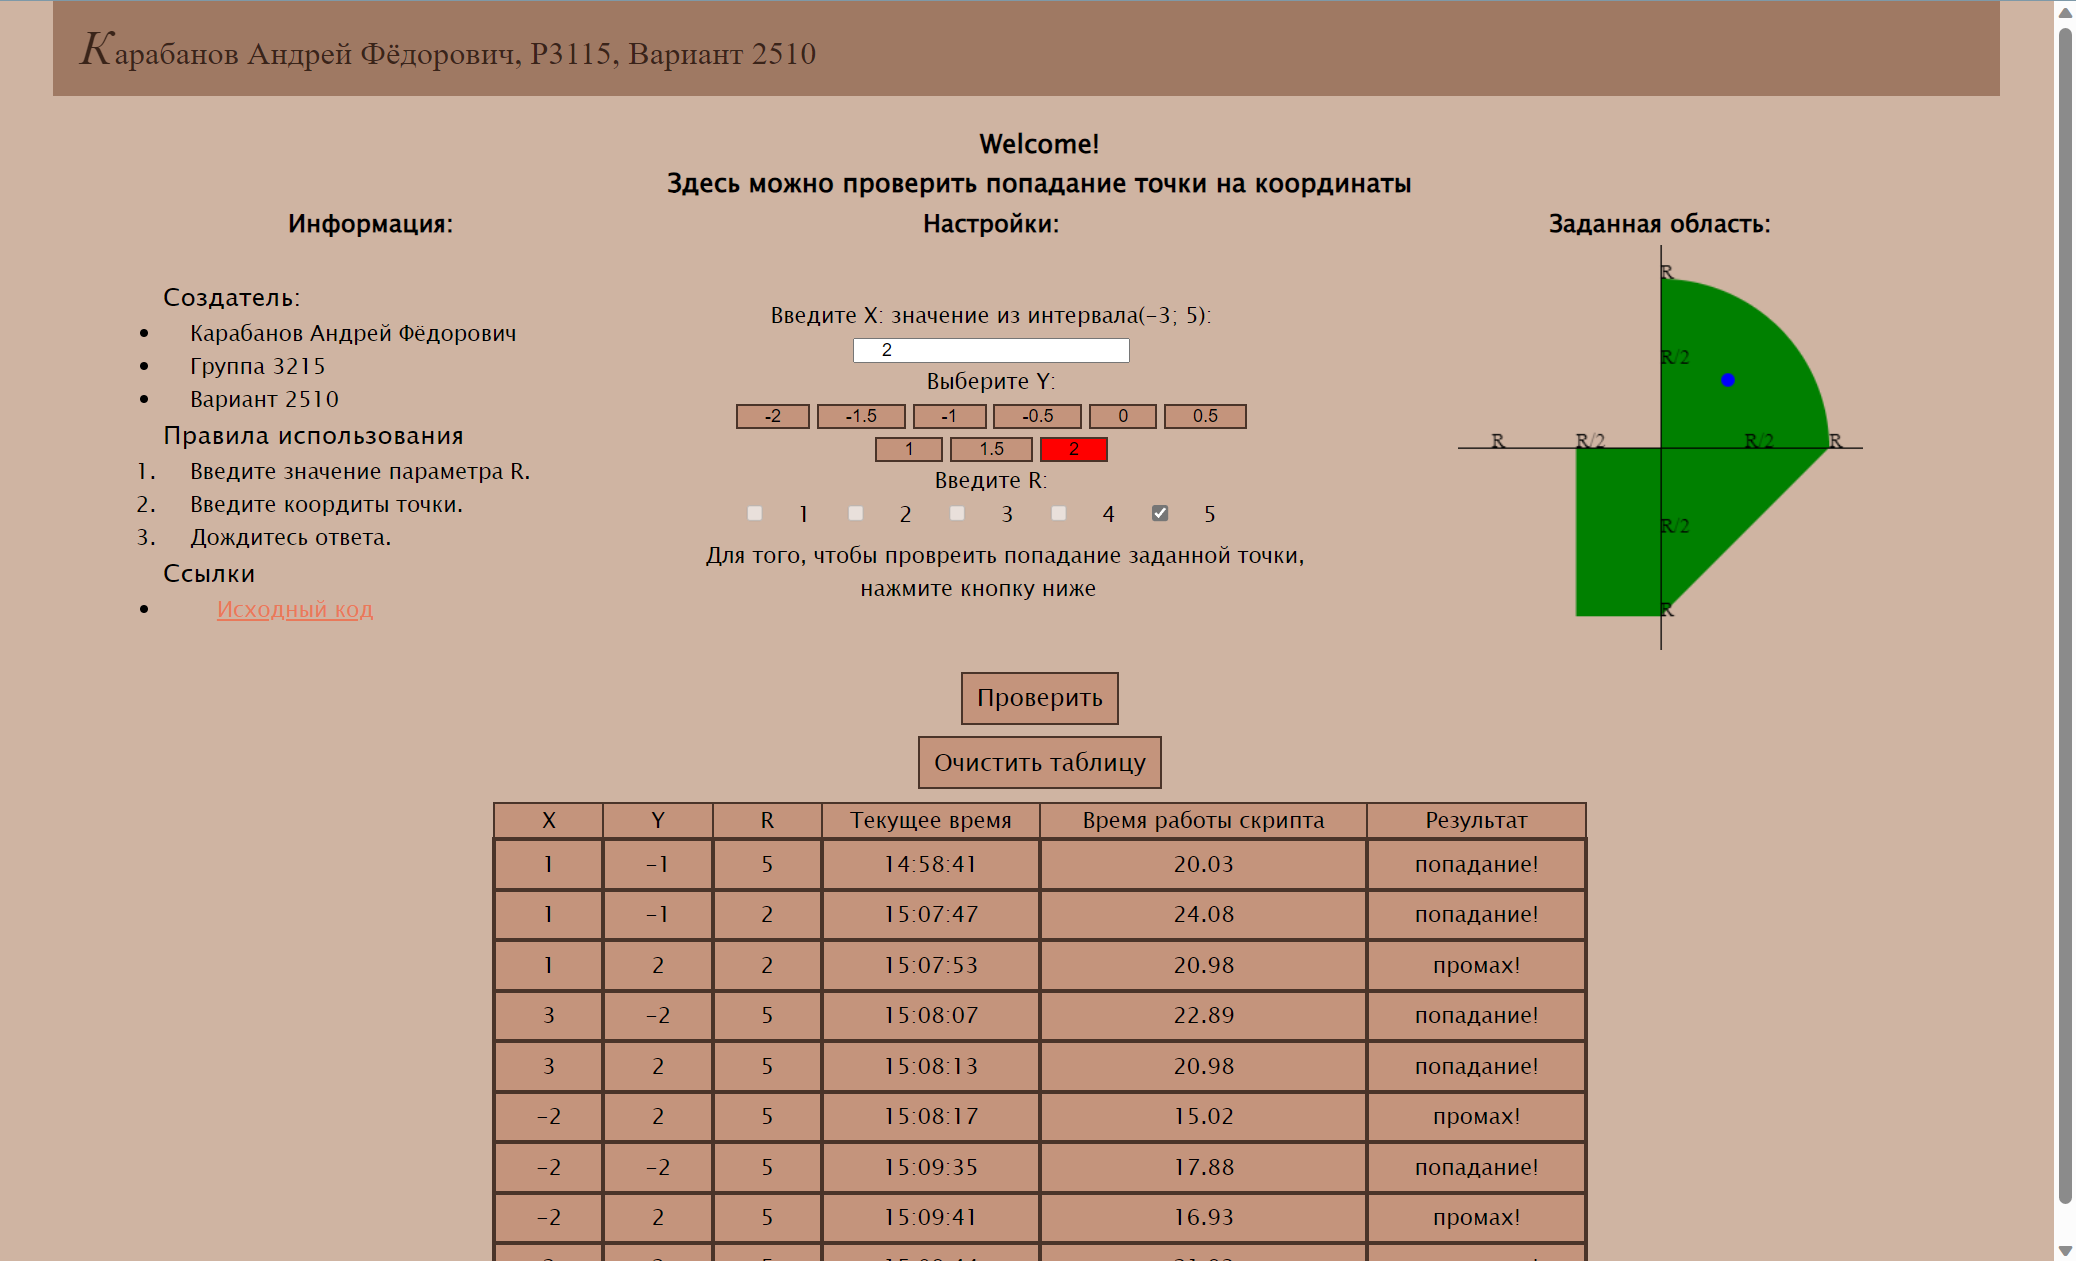 Карабанов Андрей Фёдорович, P3115, Вариант 2510
Welcome!
Здесь можно проверить попадание точки на координаты
Информация:
Создатель:
Карабанов Андрей Фёдорович
Группа 3215
Вариант 2510
Правила использования
1. Введите значение параметра R.
2. Введите коордиты точки.
3. Дождитесь ответа.
Ссылки
Исходный код
Настройки:
Введите X: значение из интервала(-3; 5):
2
Выберите Y:
-2 -1.5 -1 -0.5 0 0.5
1 1.5 2
Введите R:
1 2 3 4 5
Для того, чтобы провреить попадание заданной точки,
нажмите кнопку ниже
Заданная область:
R
R/2
R R/2 R/2 R
R/2
R
Проверить
Очистить таблицу
X Y R Текущее время Время работы скрипта Результат
1 -1 5 14:58:41 20.03 попадание!
1 -1 2 15:07:47 24.08 попадание!
1 2 2 15:07:53 20.98 промах!
3 -2 5 15:08:07 22.89 попадание!
3 2 5 15:08:13 20.98 попадание!
-2 2 5 15:08:17 15.02 промах!
-2 -2 5 15:09:35 17.88 попадание!
-2 2 5 15:09:41 16.93 промах!